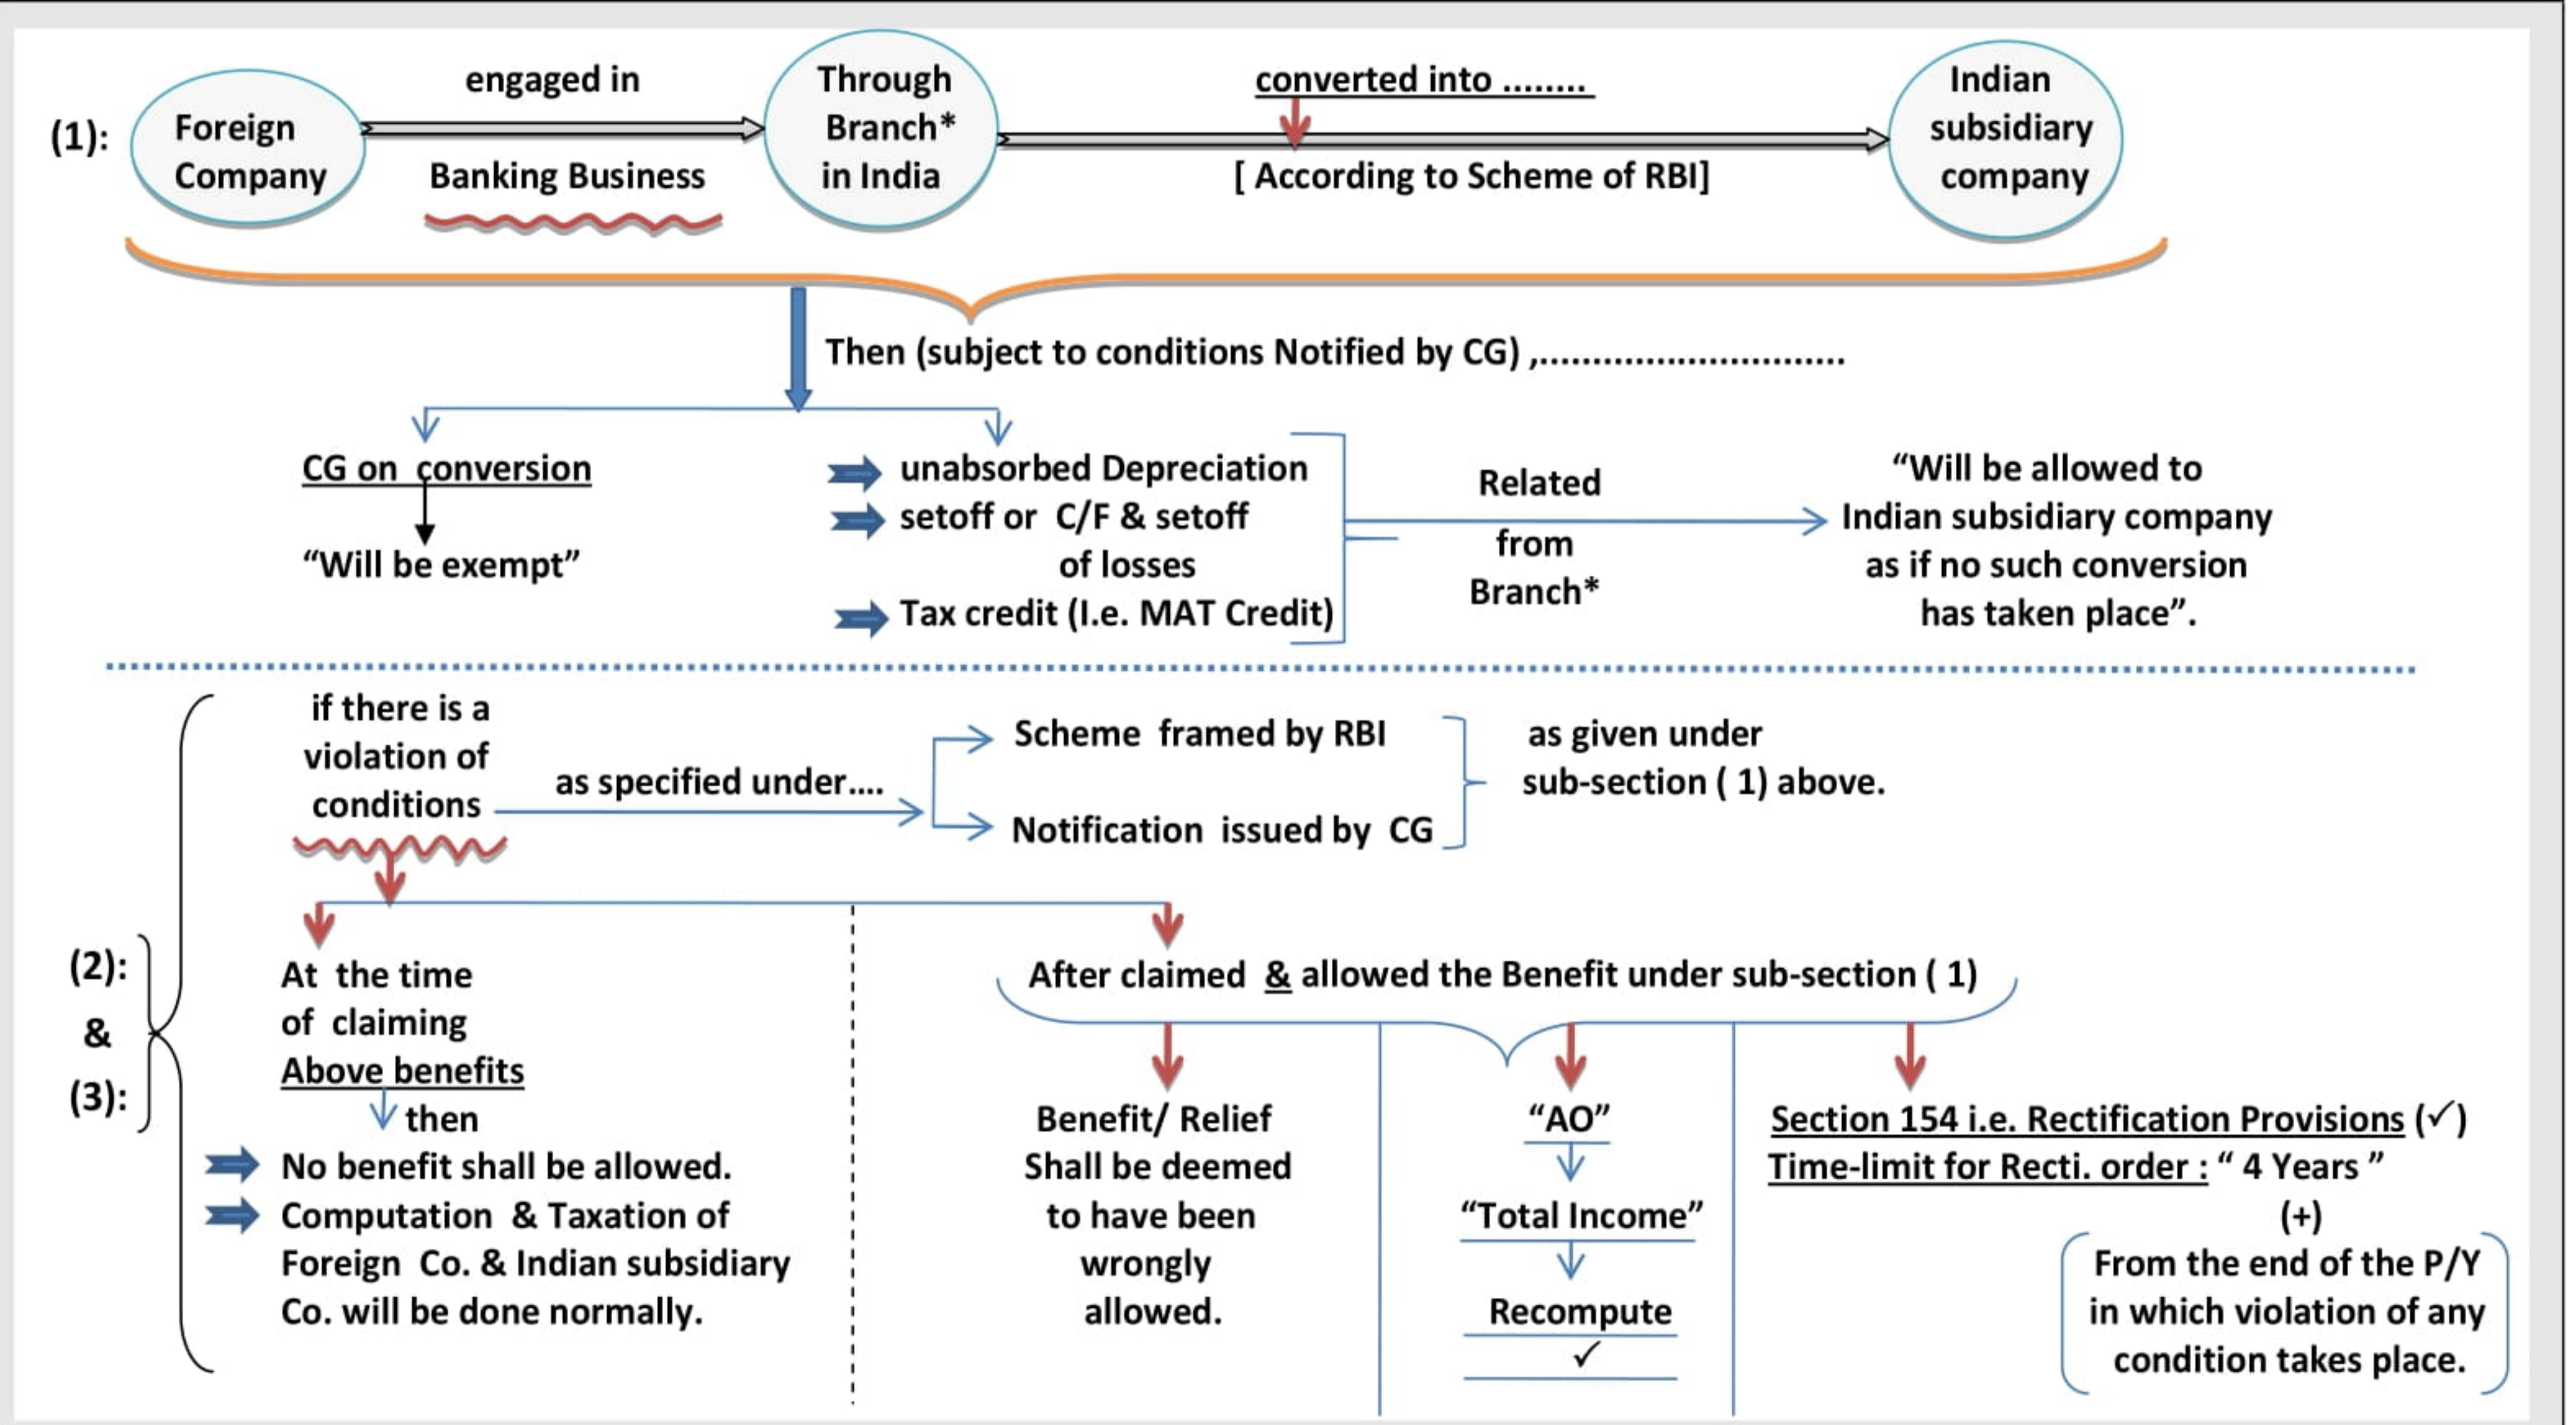 (1):
Foreign
Company
engaged in
Banking Business
Through
Branch*
in India
converted into ........
[ According to Scheme of RBI]
Indian
subsidiary
company
Then (subject to conditions Notified by CG) ,.............................
CG on conversion
“Will be exempt”
unabsorbed Depreciation
setoff or C/F & setoff
of losses
Tax credit (I.e. MAT Credit)
Related
from
Branch*
“Will be allowed to
Indian subsidiary company
as if no such conversion
has taken place”.
(2):
&
(3):
if there is a
violation of
conditions
as specified under....
Scheme framed by RBI
Notification issued by CG
as given under
sub-section ( 1) above.
At the time
of claiming
Above benefits
then
No benefit shall be allowed.
Computation & Taxation of
Foreign Co. & Indian subsidiary
Co. will be done normally.
After claimed & allowed the Benefit under sub-section ( 1)
Benefit/ Relief
Shall be deemed
to have been
wrongly
allowed.
“AO”
“Total Income”
Recompute
✓
Section 154 i.e. Rectification Provisions (✓)
Time-limit for Recti. order : “ 4 Years ”
(+)
From the end of the P/Y
in which violation of any
condition takes place.